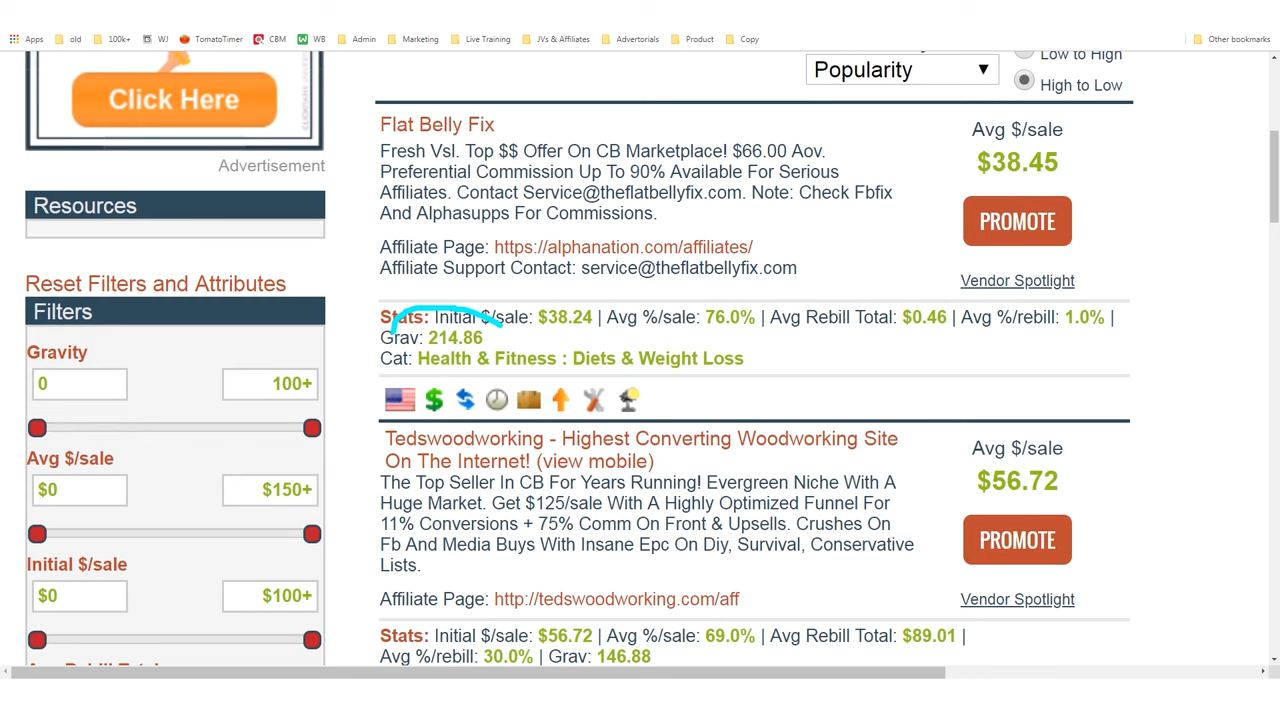 Apps old 100k+ WJ TomatoTimer CBM WB Admin Marketing Live Training JVs & Affiliates Advertorials Product Copy Other bookmarks
Low to High
Popularity
High to Low
Click Here
Advertisement
Resources
Reset Filters and Attributes
Filters
Gravity
0 100+
Avg $/sale
$0 $150+
Initial $/sale
$0 $100+
Flat Belly Fix
Fresh Vsl. Top $$ Offer On CB Marketplace! $66.00 Aov.
Preferential Commission Up To 90% Available For Serious
Affiliates. Contact Service@theflatbellyfix.com. Note: Check Fbfix
And Alphasupps For Commissions.
Affiliate Page: https://alphanation.com/affiliates/
Affiliate Support Contact: service@theflatbellyfix.com
Avg $/sale
$38.45
PROMOTE
Vendor Spotlight
Stats: Initial $/sale: $38.24 | Avg %/sale: 76.0% | Avg Rebill Total: $0.46 | Avg %/rebill: 1.0% |
Grav: 214.86
Cat: Health & Fitness : Diets & Weight Loss
Tedswoodworking - Highest Converting Woodworking Site
On The Internet! (view mobile)
The Top Seller In CB For Years Running! Evergreen Niche With A
Huge Market. Get $125/sale With A Highly Optimized Funnel For
11% Conversions + 75% Comm On Front & Upsells. Crushes On
Fb And Media Buys With Insane Epc On Diy, Survival, Conservative
Lists.
Affiliate Page: http://tedswoodworking.com/aff
Avg $/sale
$56.72
PROMOTE
Vendor Spotlight
Stats: Initial $/sale: $56.72 | Avg %/sale: 69.0% | Avg Rebill Total: $89.01 |
Avg %/rebill: 30.0% | Grav: 146.88